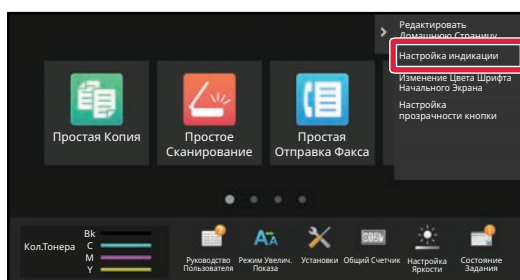 Редактировать
Домашнюю Страницу
Настройка индикации
Изменение Цвета Шрифта
Начального Экрана
Настройка
прозрачности кнопки
Простая Копия
Простое
Сканирование
Простая
Отправка Факса
Кол.Тонера
Bk
C
M
Y
Руководство
Пользователя
Режим Увелич.
Показа
Установки
Общий Счетчик
Настройка
Яркости
Состояние
Задания